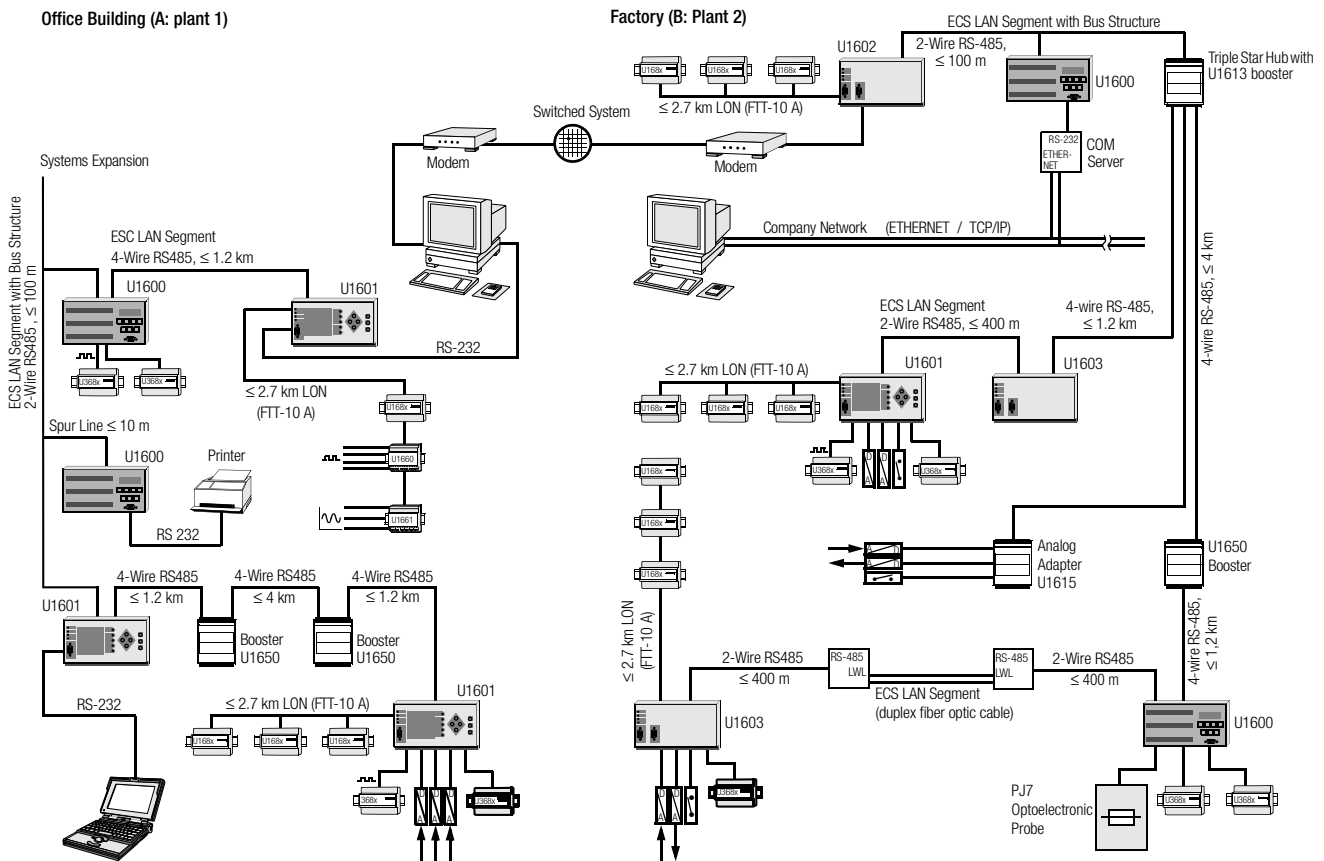 Office Building (A: plant 1)
Factory (B: Plant 2)
ECS LAN Segment with Bus Structure
U1602
2-Wire RS-485,
≤ 100 m
Triple Star Hub with
U1613 booster
U168x
U168x
U168x
U1600
≤ 2.7 km LON (FTT-10 A)
Switched System
RS-232
ETHER-
NET
COM
Server
Modem
Modem
Systems Expansion
Company Network (ETHERNET / TCP/IP)
ECS LAN Segment with Bus Structure
2-Wire RS485 , ≤ 100 m
ESC LAN Segment
4-Wire RS485, ≤ 1.2 km
U1600
U1601
RS-232
U368x
U368x
≤ 2.7 km LON
(FTT-10 A)
U168x
U1660
U1661
4-wire RS-485, ≤ 4 km
ECS LAN Segment
2-Wire RS485, ≤ 400 m
4-wire RS-485,
≤ 1.2 km
U1601
U1603
≤ 2.7 km LON (FTT-10 A)
U168x
U168x
U168x
U368x
D
A
D
A
U368x
Spur Line ≤ 10 m
U1600
Printer
RS 232
U168x
U168x
U168x
≤ 2.7 km LON
(FTT-10 A)
A
D
A
D
Analog
Adapter
U1615
U1650
Booster
4-wire RS-485,
≤ 1,2 km
4-Wire RS485
≤ 1.2 km
4-Wire RS485
≤ 4 km
4-Wire RS485
≤ 1.2 km
U1601
Booster
U1650
Booster
U1650
RS-232
≤ 2.7 km LON (FTT-10 A)
U1601
U168x
U168x
U168x
368x
D
A
D
A
D
A
U368x
2-Wire RS485
≤ 400 m
RS-485
LWL
RS-485
LWL
2-Wire RS485
≤ 400 m
ECS LAN Segment
(duplex fiber optic cable)
U1603
U1600
D
A
D
A
U368x
PJ7
Optoelectronic
Probe
U368x
U368x